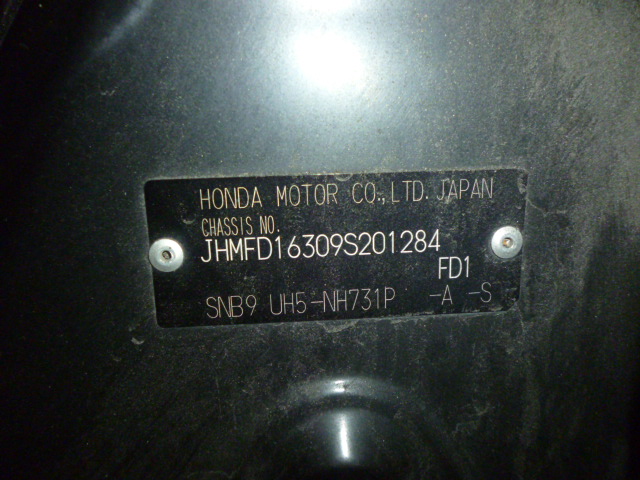 HONDA MOTOR CO.,LTD. JAPAN
CHASSIS NO.
JHMFD16309S201284
FD1
SNB9 UH5-NH731P -A -S